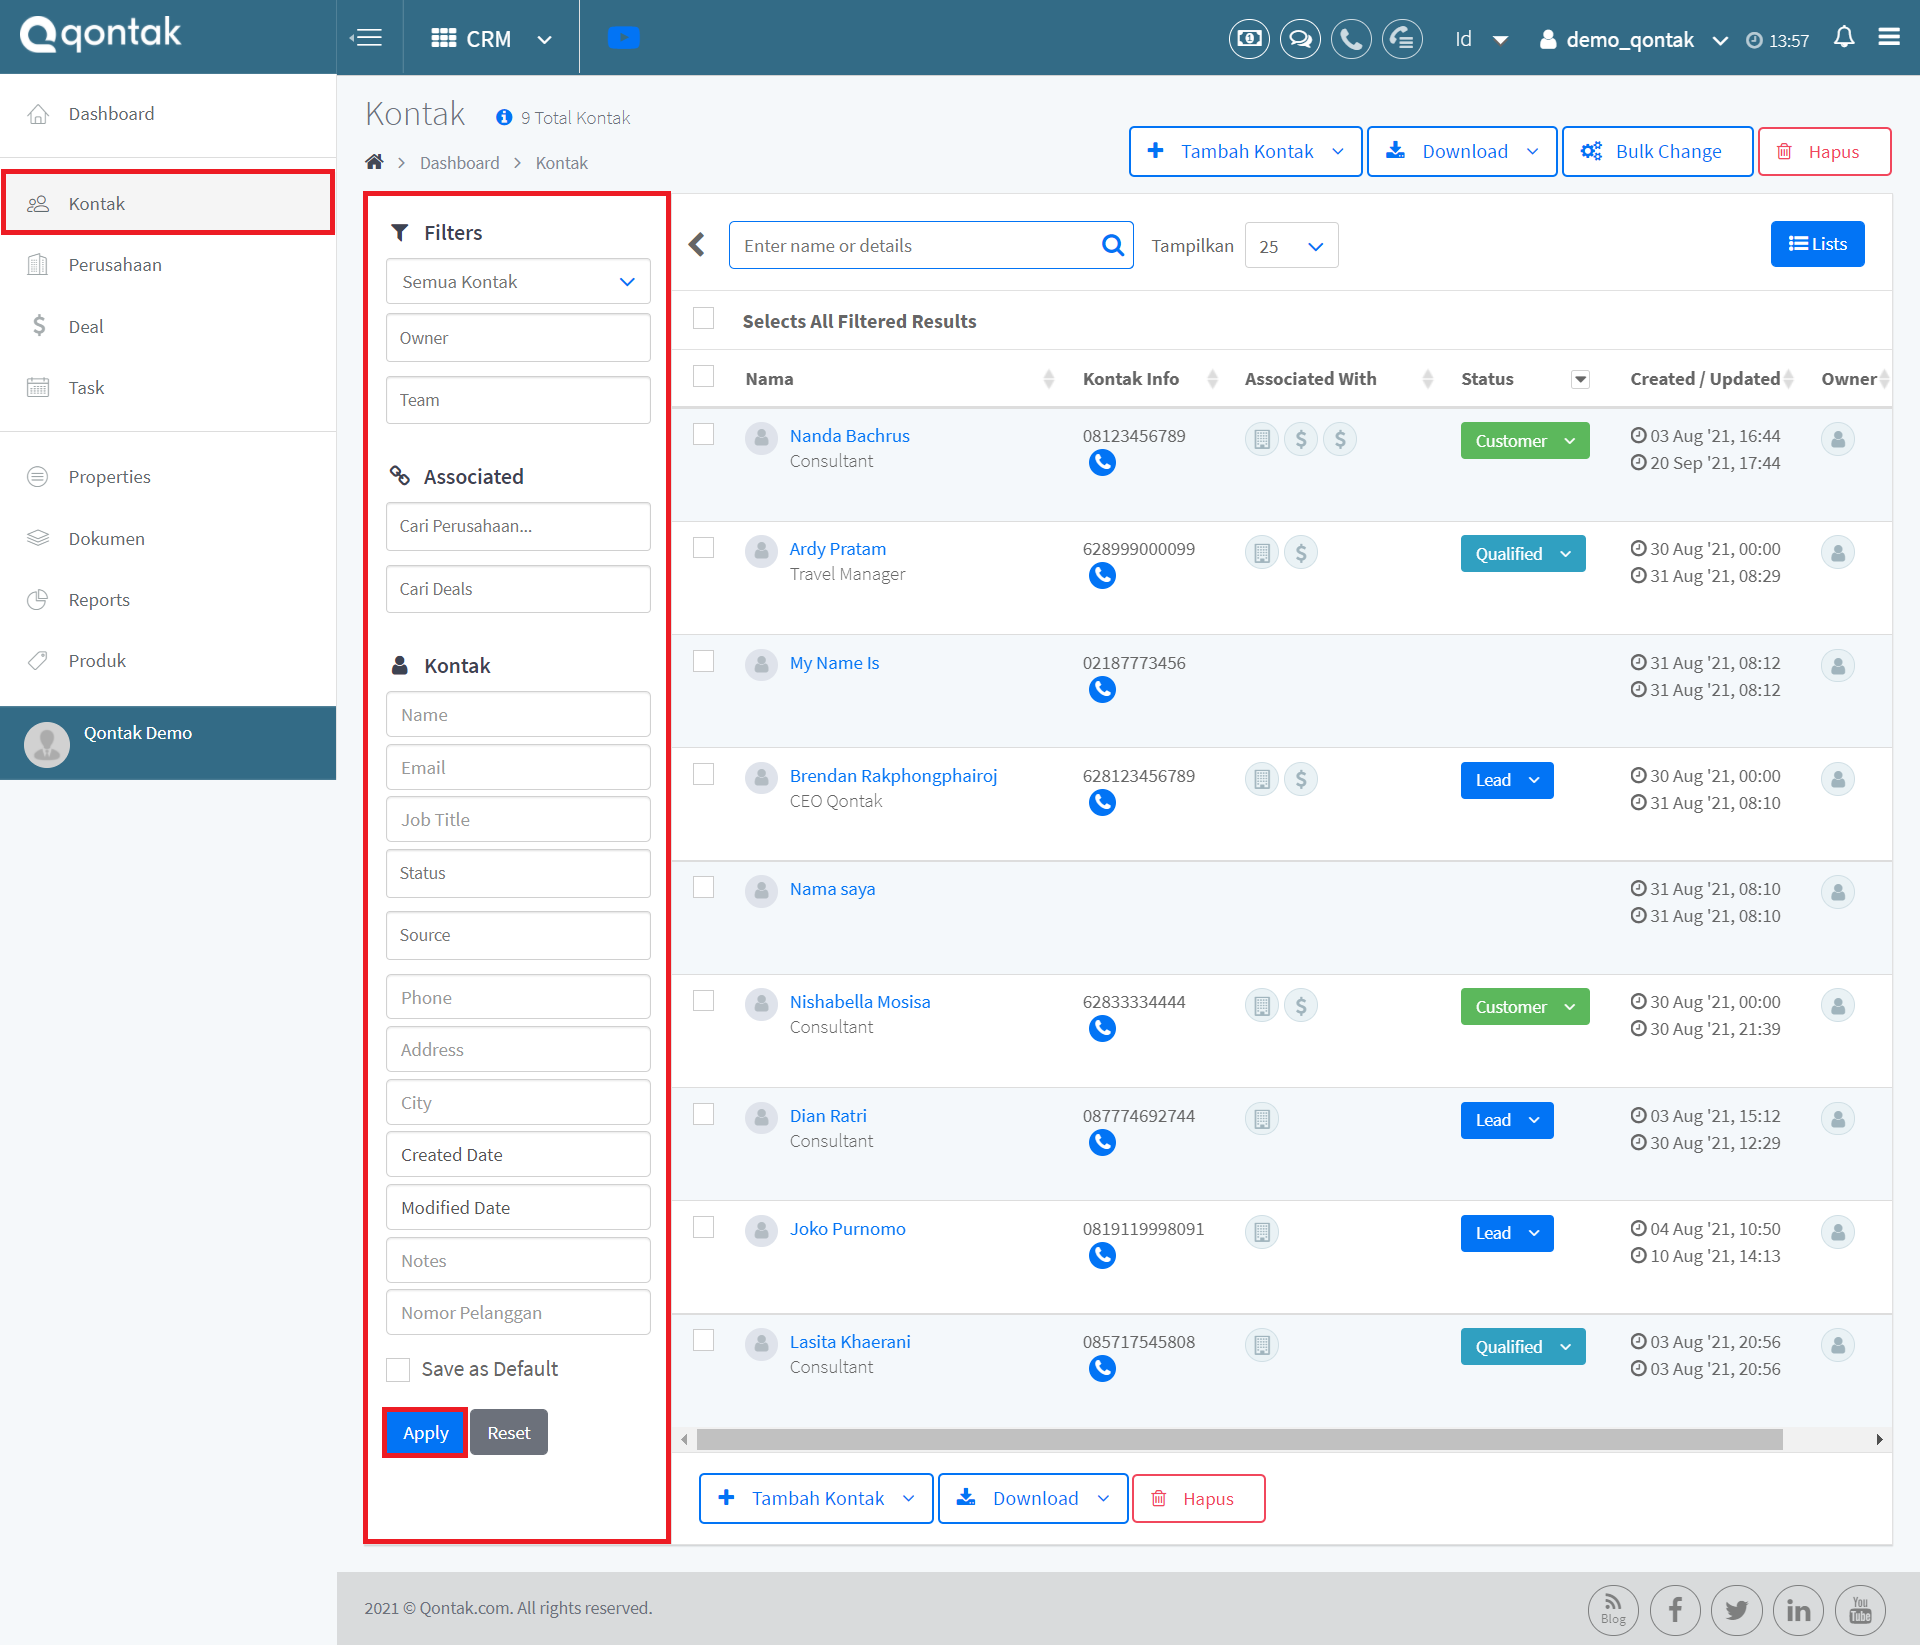 qontak
CRM
Id
demo_qontak
13:57
Dashboard
Kontak
Perusahaan
Deal
Task
Properties
Dokumen
Reports
Produk
Qontak Demo
Kontak
9 Total Kontak
Dashboard
Kontak
Tambah Kontak
Download
Bulk Change
Hapus
Filters
Semua Kontak
Owner
Team
Associated
Cari Perusahaan...
Cari Deals
Kontak
Name
Email
Job Title
Status
Source
Phone
Address
City
Created Date
Modified Date
Notes
Nomor Pelanggan
Save as Default
Apply Reset
Enter name or details
Tampilkan
25
Lists
Selects All Filtered Results
Nama Kontak Info Associated With Status Created / Updated Owner
Nanda Bachrus 08123456789 Customer 03 Aug '21, 16:44
Consultant 20 Sep '21, 17:44
Ardy Pratam 628999000099 Qualified 30 Aug '21, 00:00
Travel Manager 31 Aug '21, 08:29
My Name Is 02187773456 31 Aug '21, 08:12
31 Aug '21, 08:12
Brendan Rakphongphairoj 628123456789 Lead 30 Aug '21, 00:00
CEO Qontak 31 Aug '21, 08:10
Nama saya 31 Aug '21, 08:10
31 Aug '21, 08:10
Nishabella Mosisa 62833334444 Customer 30 Aug '21, 00:00
Consultant 30 Aug '21, 21:39
Dian Ratri 087774692744 Lead 03 Aug '21, 15:12
Consultant 30 Aug '21, 12:29
Joko Purnomo 0819119998091 Lead 04 Aug '21, 10:50
10 Aug '21, 14:13
Lasita Khaerani 085717545808 Qualified 03 Aug '21, 20:56
Consultant 03 Aug '21, 20:56
Tambah Kontak
Download
Hapus
2021 © Qontak.com. All rights reserved.
Blog
You
Tube